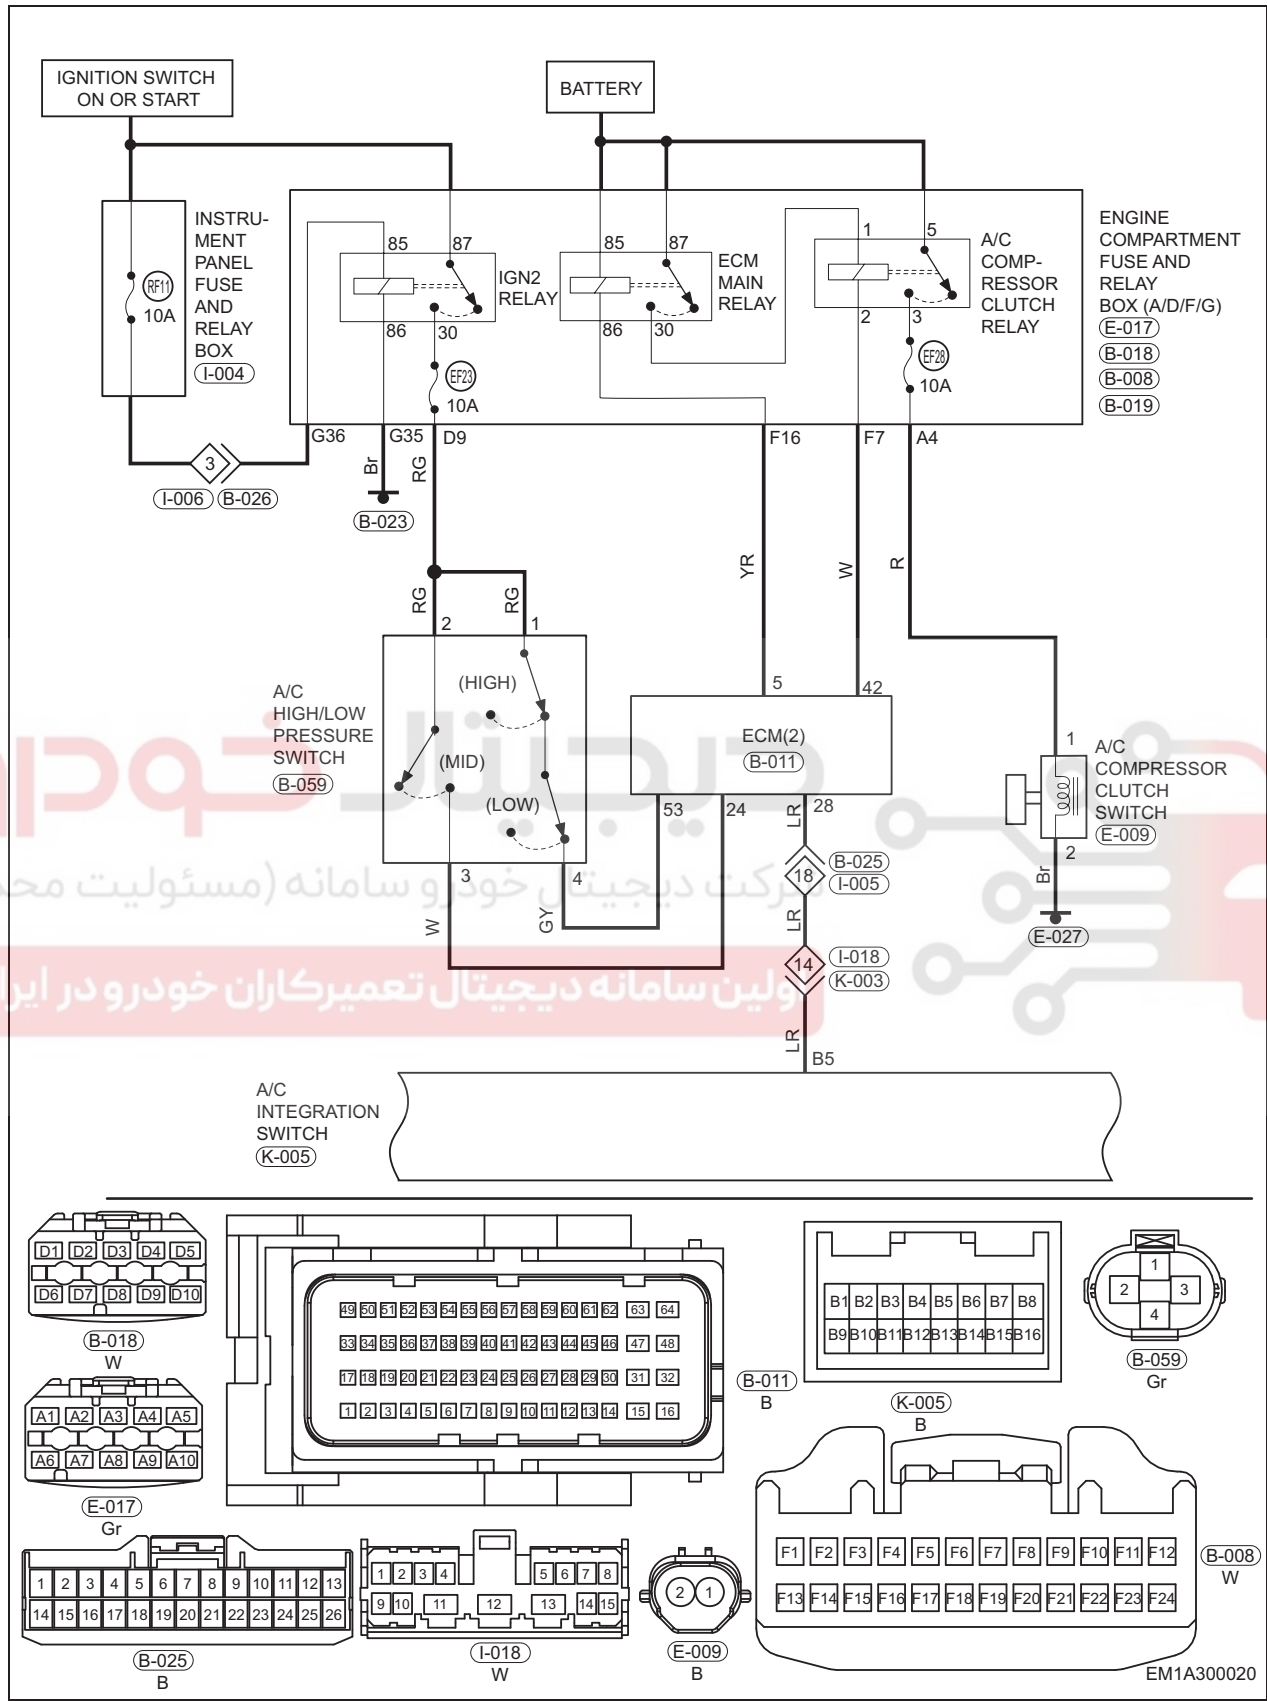 IGNITION SWITCH
ON OR START
BATTERY
INSTRU-
MENT
PANEL
FUSE
AND
RELAY
BOX
I-004
RF11
10A
85
87
IGN2
RELAY
86
30
EF23
10A
85
87
ECM
MAIN
RELAY
86
30
1
5
A/C
COMP-
RESSOR
CLUTCH
RELAY
2
3
EF28
10A
ENGINE
COMPARTMENT
FUSE AND
RELAY
BOX (A/D/F/G)
E-017
B-018
B-008
B-019
G36
G35
D9
F16
F7
A4
3
I-006
B-026
Br
RG
B-023
YR
W
R
RG
RG
2
1
A/C
HIGH/LOW
PRESSURE
SWITCH
B-059
(HIGH)
(MID)
(LOW)
3
4
W
GY
5
42
ECM(2)
B-011
53
24
28
LR
18
B-025
I-005
LR
14
I-018
K-003
LR
B5
1
A/C
COMPRESSOR
CLUTCH
SWITCH
E-009
2
Br
E-027
دیجیتال خودرو
شرکت دیجیتال خودرو سامانه (مسئولیت
اولین سامانه دیجیتال تعمیرکاران خودرو در
A/C
INTEGRATION
SWITCH
K-005
D1 D2 D3 D4 D5
D6 D7 D8 D9 D10
B-018
W
A1 A2 A3 A4 A5
A6 A7 A8 A9 A10
E-017
Gr
49 50 51 52 53 54 55 56 57 58 59 60 61 62 63 64
33 34 35 36 37 38 39 40 41 42 43 44 45 46 47 48
17 18 19 20 21 22 23 24 25 26 27 28 29 30 31 32
1 2 3 4 5 6 7 8 9 10 11 12 13 14 15 16
B-011
B
B1 B2 B3 B4 B5 B6 B7 B8
B9 B10 B11 B12 B13 B14 B15 B16
K-005
B
1
2 3
4
B-059
Gr
1 2 3 4 5 6 7 8 9 10 11 12 13
14 15 16 17 18 19 20 21 22 23 24 25 26
B-025
B
1 2 3 4 5 6 7 8
9 10 11 12 13 14 15
I-018
W
2 1
E-009
B
F1 F2 F3 F4 F5 F6 F7 F8 F9 F10 F11 F12
F13 F14 F15 F16 F17 F18 F19 F20 F21 F22 F23 F24
B-008
W
EM1A300020